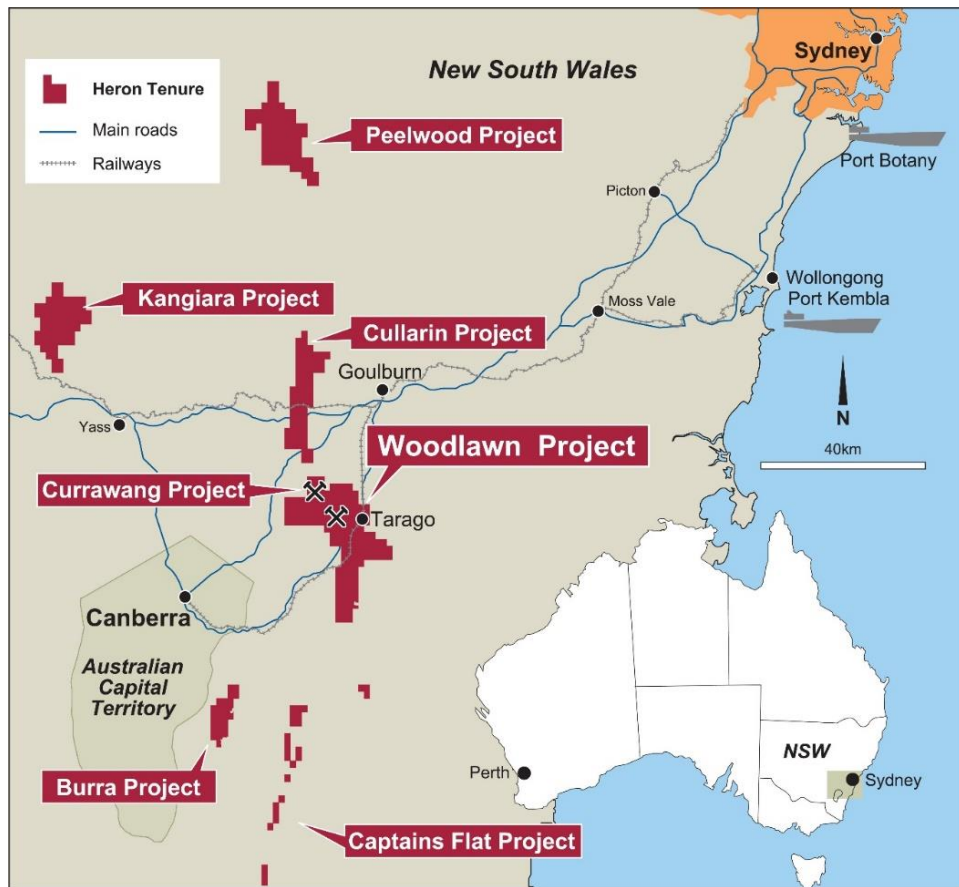 Sydney
New South Wales
Heron Tenure
Main roads
Railways
Peelwood Project
Port Botany
Picton
Wollongong
Port Kembla
Kangiara Project
Moss Vale
Cullarin Project
Goulburn
N
40km
Yass
Woodlawn Project
Currawang Project
Tarago
Canberra
Australian
Capital
Territory
NSW
Perth
Sydney
Burra Project
Captains Flat Project